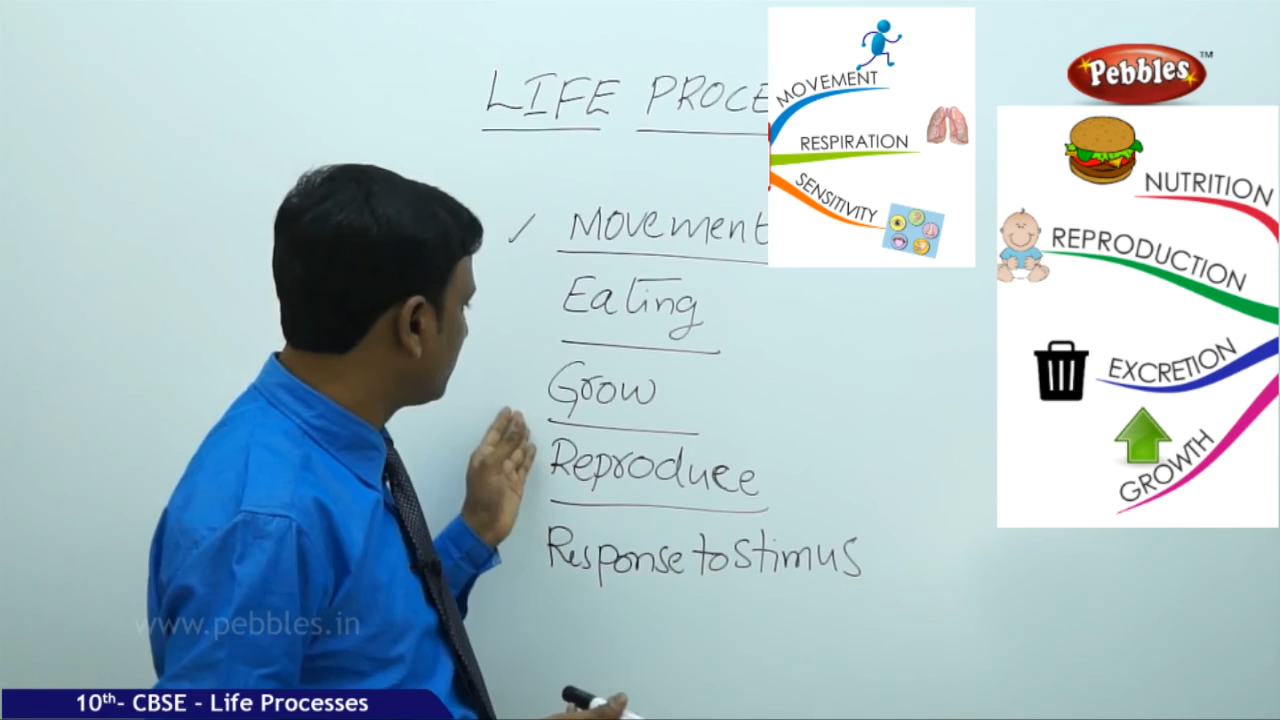 LIFE PROCE
✓ Movement
Eating
Grow
Reproduce
Response to Stimus
MOVEMENT
RESPIRATION
SENSITIVITY
Pebbles™
NUTRITION
REPRODUCTION
EXCRETION
GROWTH
www.pebbles.in
10th- CBSE - Life Processes